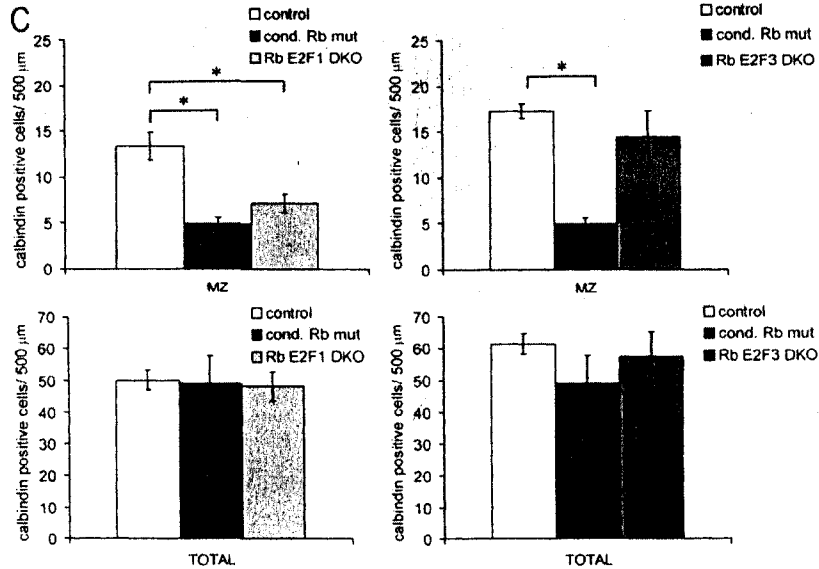 C
control
cond. Rb mut
Rb E2F1 DKO
calbindin positive cells/ 500 µm
25
20
15
10
5
0
*
*
MZ
control
cond. Rb mut
Rb E2F3 DKO
calbindin positive cells/ 500 µm
25
20
15
10
5
0
*
MZ
control
cond. Rb mut
Rb E2F1 DKO
calbindin positive cells/ 500 µm
70
60
50
40
30
20
10
0
TOTAL
control
cond. Rb mut
Rb E2F3 DKO
calbindin positive cells/ 500 µm
70
60
50
40
30
20
10
0
TOTAL